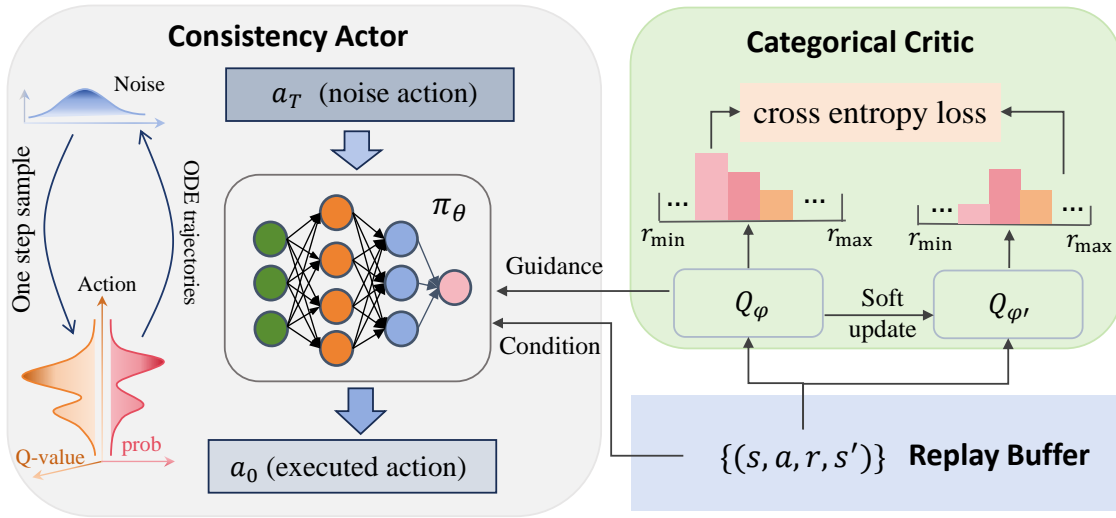 Consistency Actor
Noise
One step sample
ODE trajectories
Action
Q-value
prob
a_T (noise action)
π_θ
a_0 (executed action)
Guidance
Condition
Categorical Critic
cross entropy loss
... ...
r_min r_max
... ...
r_min r_max
Q_φ
Soft
update
Q_φ′
{(s, a, r, s′)} Replay Buffer